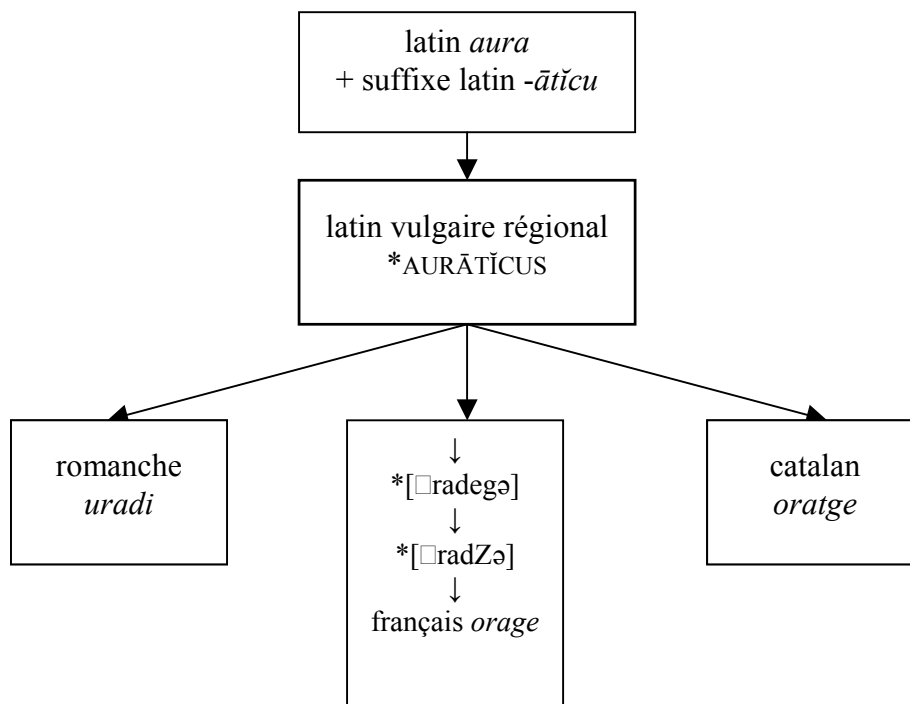 latin aura
+ suffixe latin -ātĭcu
latin vulgaire régional
*AURĀTĬCUS
romanche
uradi
↓
*[□radegə]
↓
*[□radZə]
↓
français orage
catalan
oratge